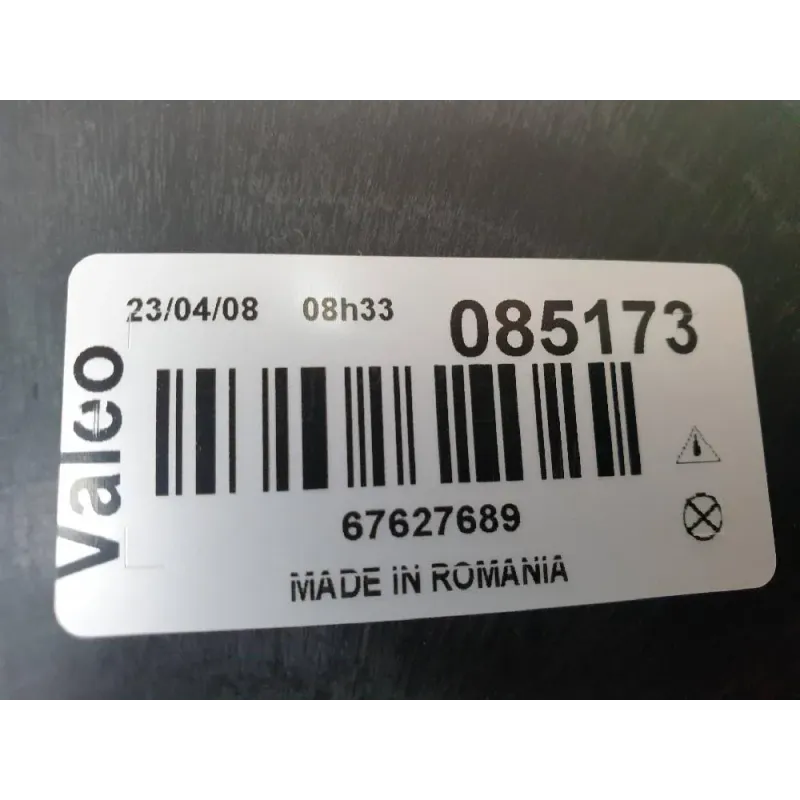 Valeo
23/04/08 08h33 085173
67627689
MADE IN ROMANIA